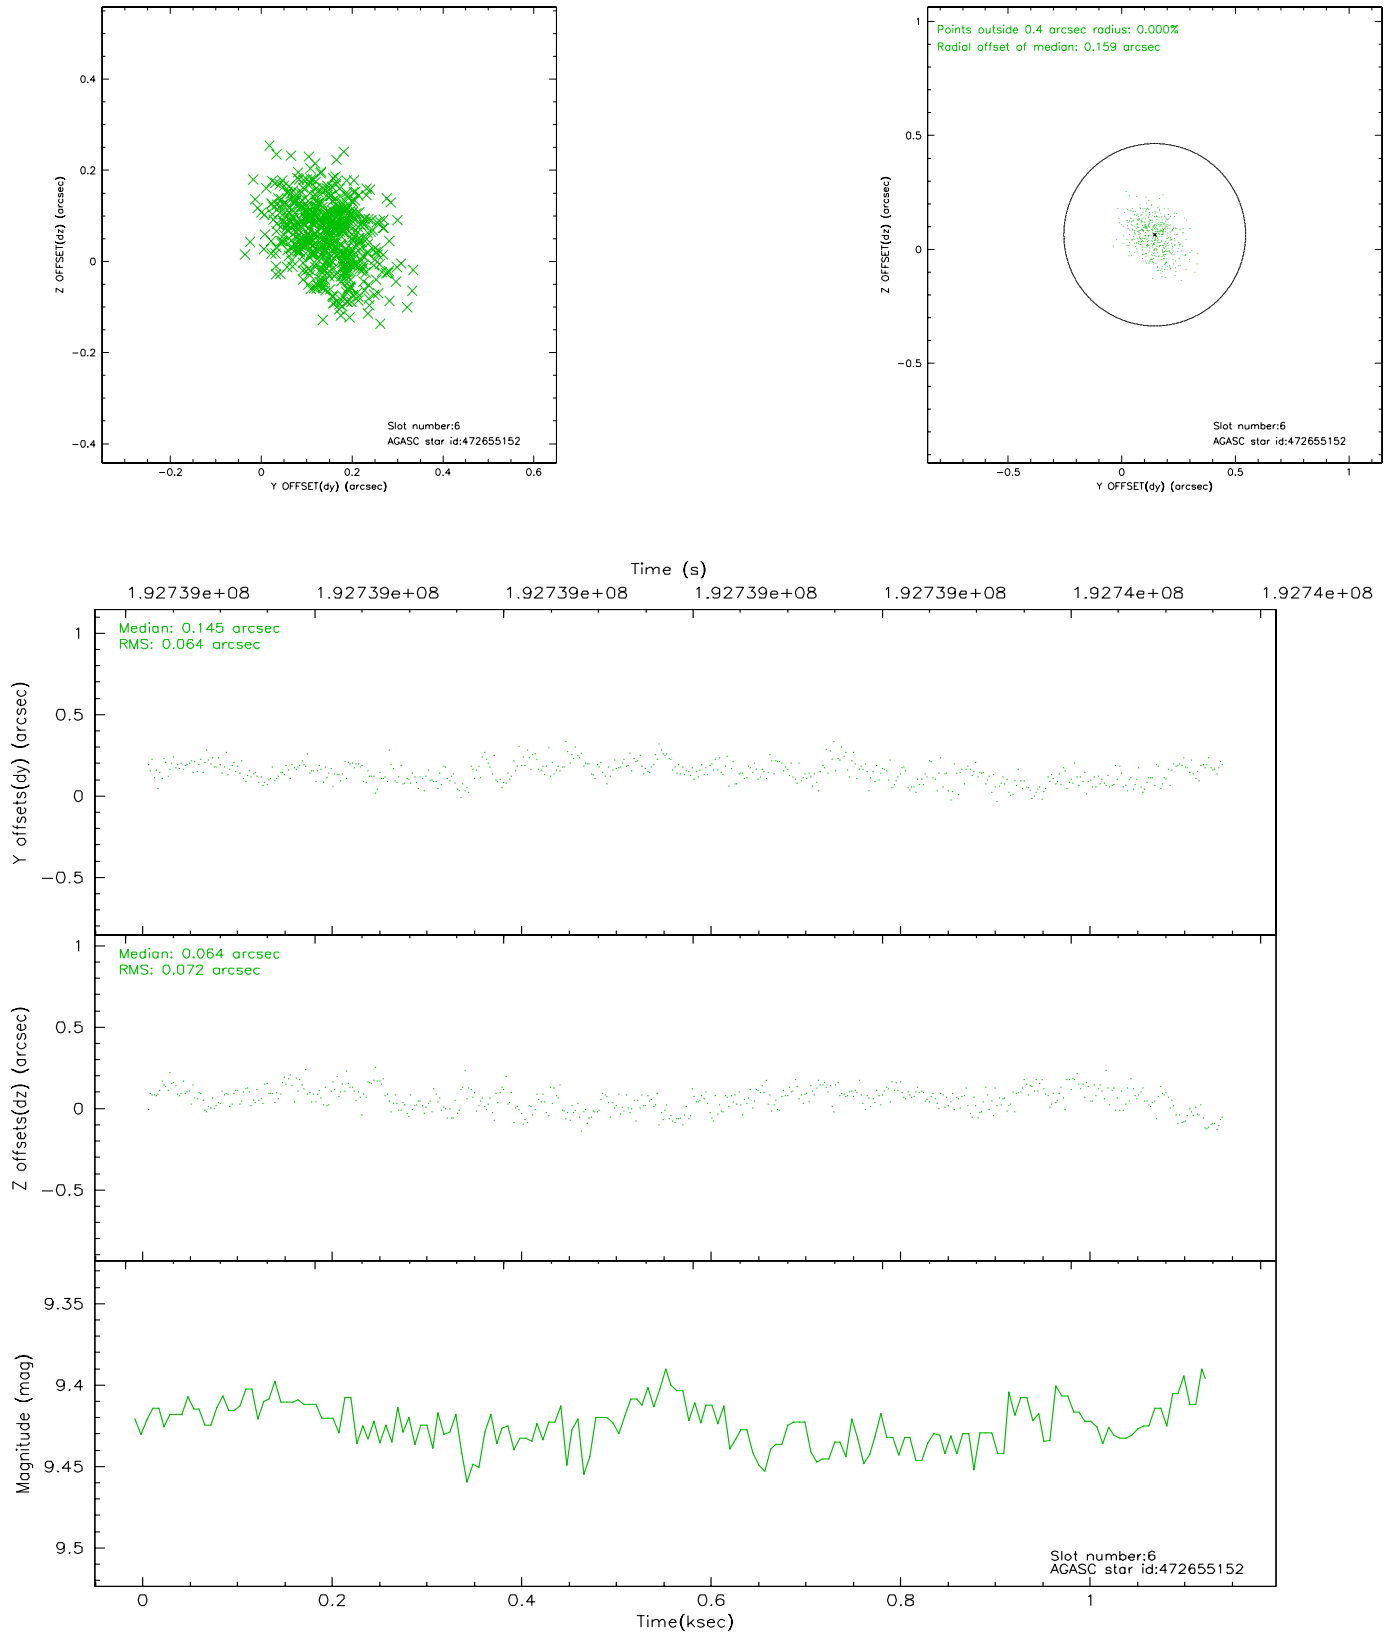 0.4
0.2
0
−0.2
−0.4
Z OFFSET(dz) (arcsec)
Slot number:6
AGASC star id:472655152
−0.2 0 0.2 0.4 0.6
Y OFFSET(dy) (arcsec)
Points outside 0.4 arcsec radius: 0.000%
Radial offset of median: 0.159 arcsec
1
0.5
0
−0.5
Z OFFSET(dz) (arcsec)
Slot number:6
AGASC star id:472655152
−0.5 0 0.5 1
Y OFFSET(dy) (arcsec)
Time (s)
1.92739e+08 1.92739e+08 1.92739e+08 1.92739e+08 1.92739e+08 1.9274e+08 1.9274e+08
Median: 0.145 arcsec
RMS: 0.064 arcsec
1
0.5
0
−0.5
Y offsets(dy) (arcsec)
Median: 0.064 arcsec
RMS: 0.072 arcsec
1
0.5
0
−0.5
Z offsets(dz) (arcsec)
9.35
9.4
9.45
9.5
Magnitude (mag)
Slot number:6
AGASC star id:472655152
0 0.2 0.4 0.6 0.8 1
Time(ksec)